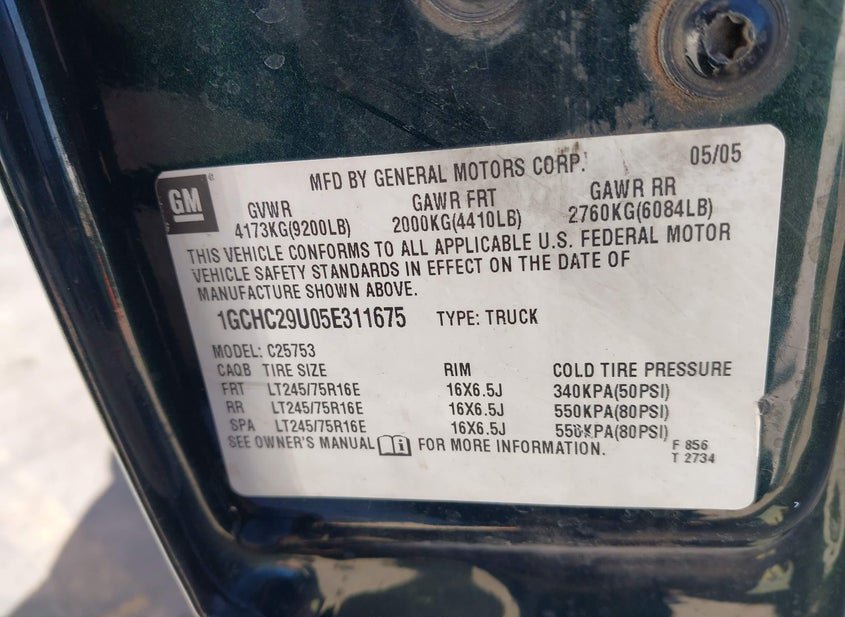 MFD BY GENERAL MOTORS CORP. 05/05
GM
GVWR GAWR FRT GAWR RR
4173KG(9200LB) 2000KG(4410LB) 2760KG(6084LB)
THIS VEHICLE CONFORMS TO ALL APPLICABLE U.S. FEDERAL MOTOR
VEHICLE SAFETY STANDARDS IN EFFECT ON THE DATE OF
MANUFACTURE SHOWN ABOVE.
1GCHC29U05E311675 TYPE: TRUCK
MODEL: C25753
CAQB TIRE SIZE RIM COLD TIRE PRESSURE
FRT LT245/75R16E 16X6.5J 340KPA(50PSI)
RR LT245/75R16E 16X6.5J 550KPA(80PSI)
SPA LT245/75R16E 16X6.5J 550KPA(80PSI)
SEE OWNER'S MANUAL i FOR MORE INFORMATION. F 856
T 2734